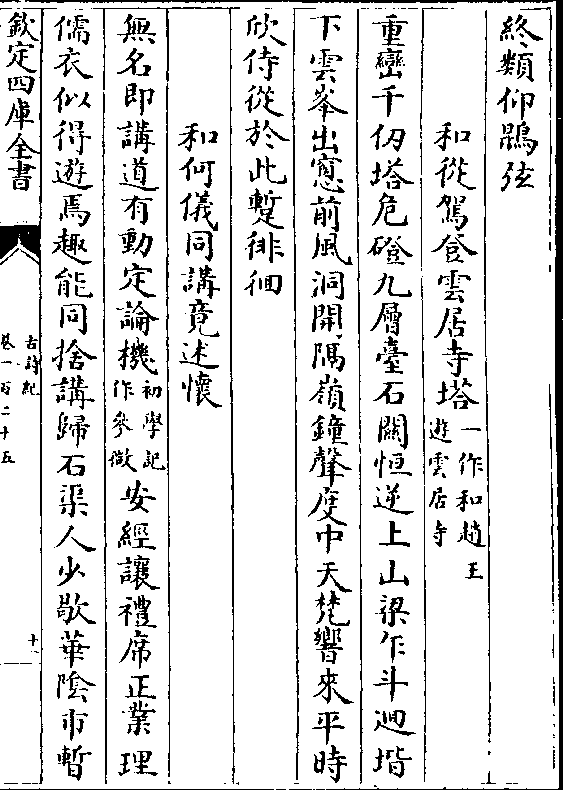 終類仰鵾弦
和從駕登雲居寺塔一作和趙王遊雲居寺
重巒千仭塔危磴九層臺石闗恒逆上山梁乍斗迴堦
下雲峯出窻前風洞開隔嶺鐘聲度中天梵響來平時
欣侍從於此蹔徘徊
和何儀同講竟述懷
無名即講道有動定論機初學記作參微安經讓禮席正業理
儒衣似得遊焉趣能同捨講歸石渠人少歇華陰市暫
欽定四庫全書
古詩紀
卷一百二十五
十一